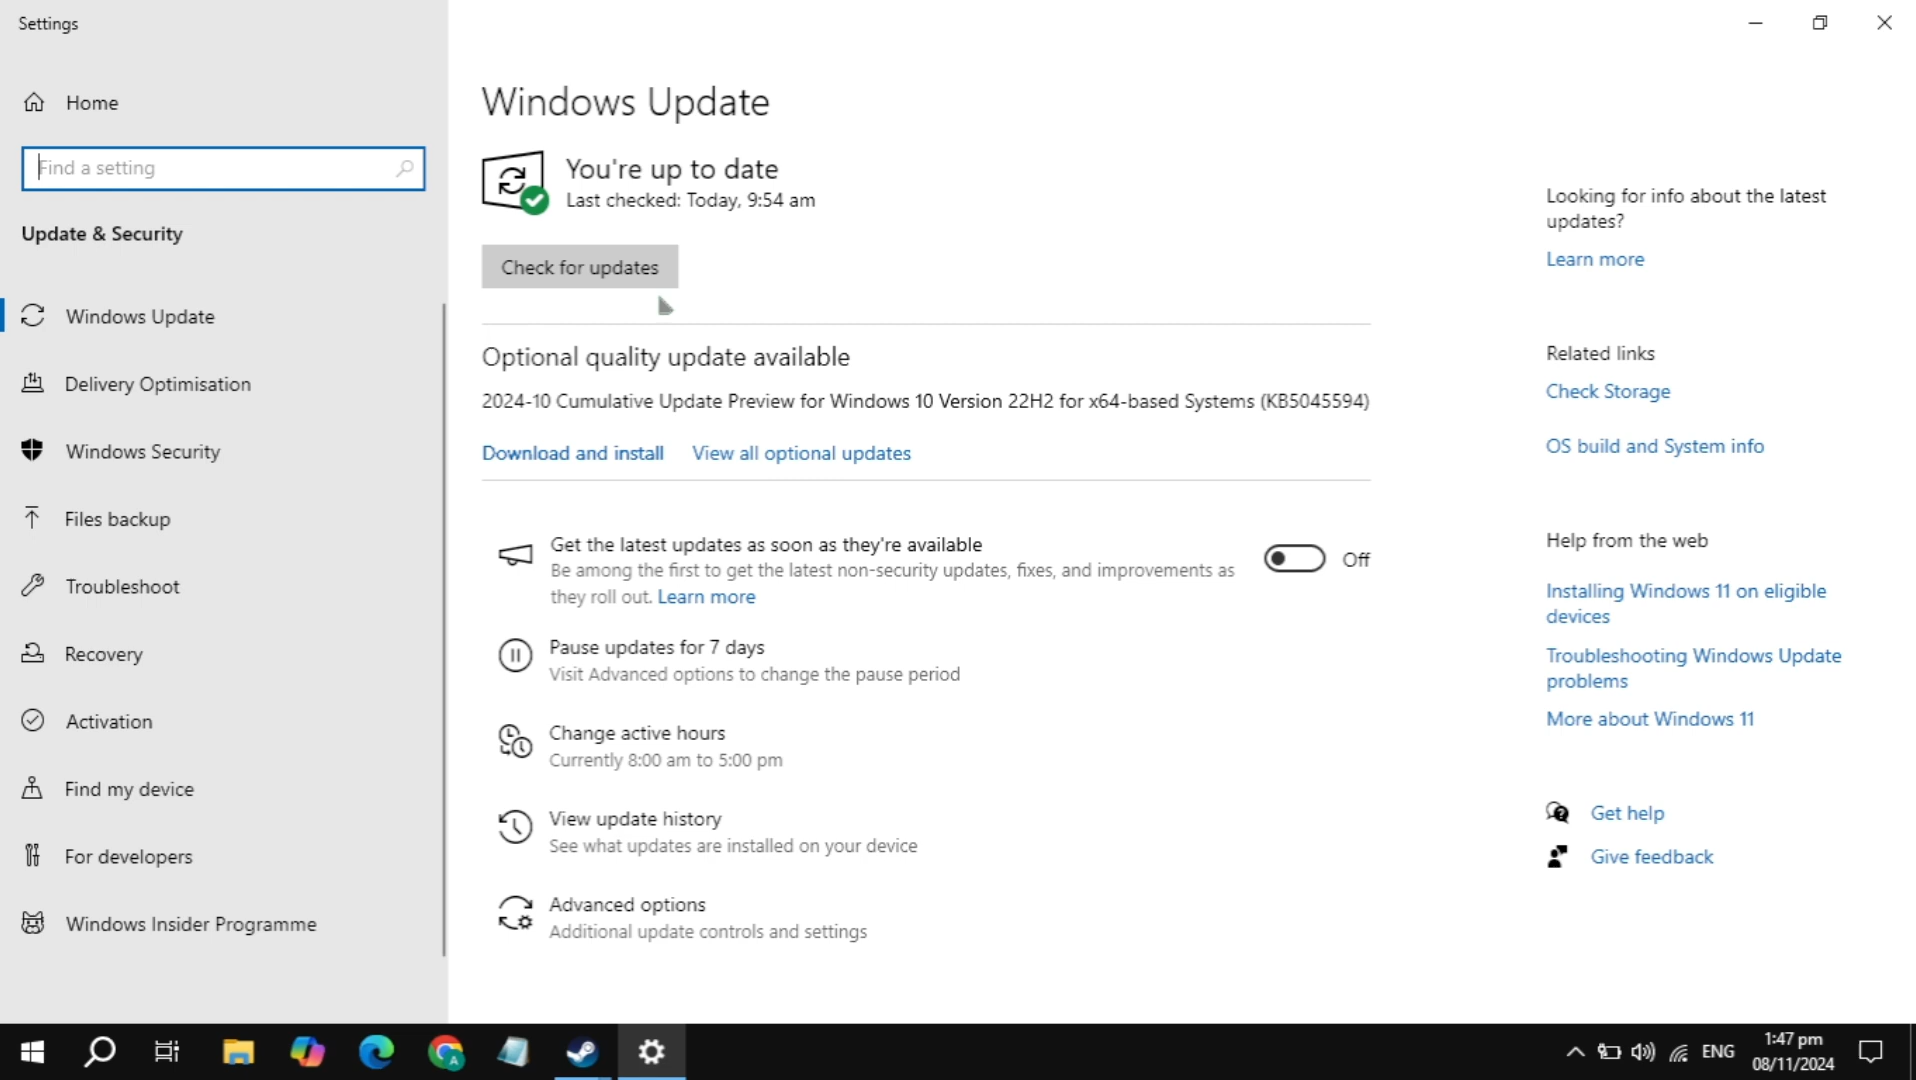 Settings
Home
Find a setting
Update & Security
Windows Update
Delivery Optimisation
Windows Security
Files backup
Troubleshoot
Recovery
Activation
Find my device
For developers
Windows Insider Programme
Windows Update
You're up to date
Last checked: Today, 9:54 am
Check for updates
Optional quality update available
2024-10 Cumulative Update Preview for Windows 10 Version 22H2 for x64-based Systems (KB5045594)
Download and install View all optional updates
Get the latest updates as soon as they're available
Be among the first to get the latest non-security updates, fixes, and improvements as
they roll out. Learn more
Off
Pause updates for 7 days
Visit Advanced options to change the pause period
Change active hours
Currently 8:00 am to 5:00 pm
View update history
See what updates are installed on your device
Advanced options
Additional update controls and settings
Looking for info about the latest
updates?
Learn more
Related links
Check Storage
OS build and System info
Help from the web
Installing Windows 11 on eligible
devices
Troubleshooting Windows Update
problems
More about Windows 11
Get help
Give feedback
A
ENG
1:47 pm
08/11/2024